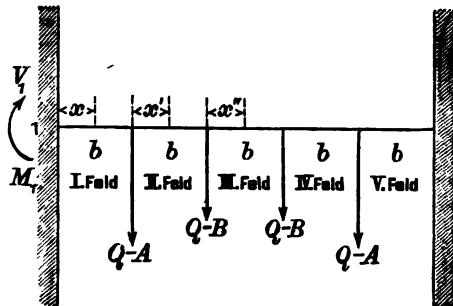 V₁
x x' x''
1
b b b b b
M₁
I. Feld II. Feld III. Feld IV. Feld V. Feld
Q-B Q-B
Q-A Q-A